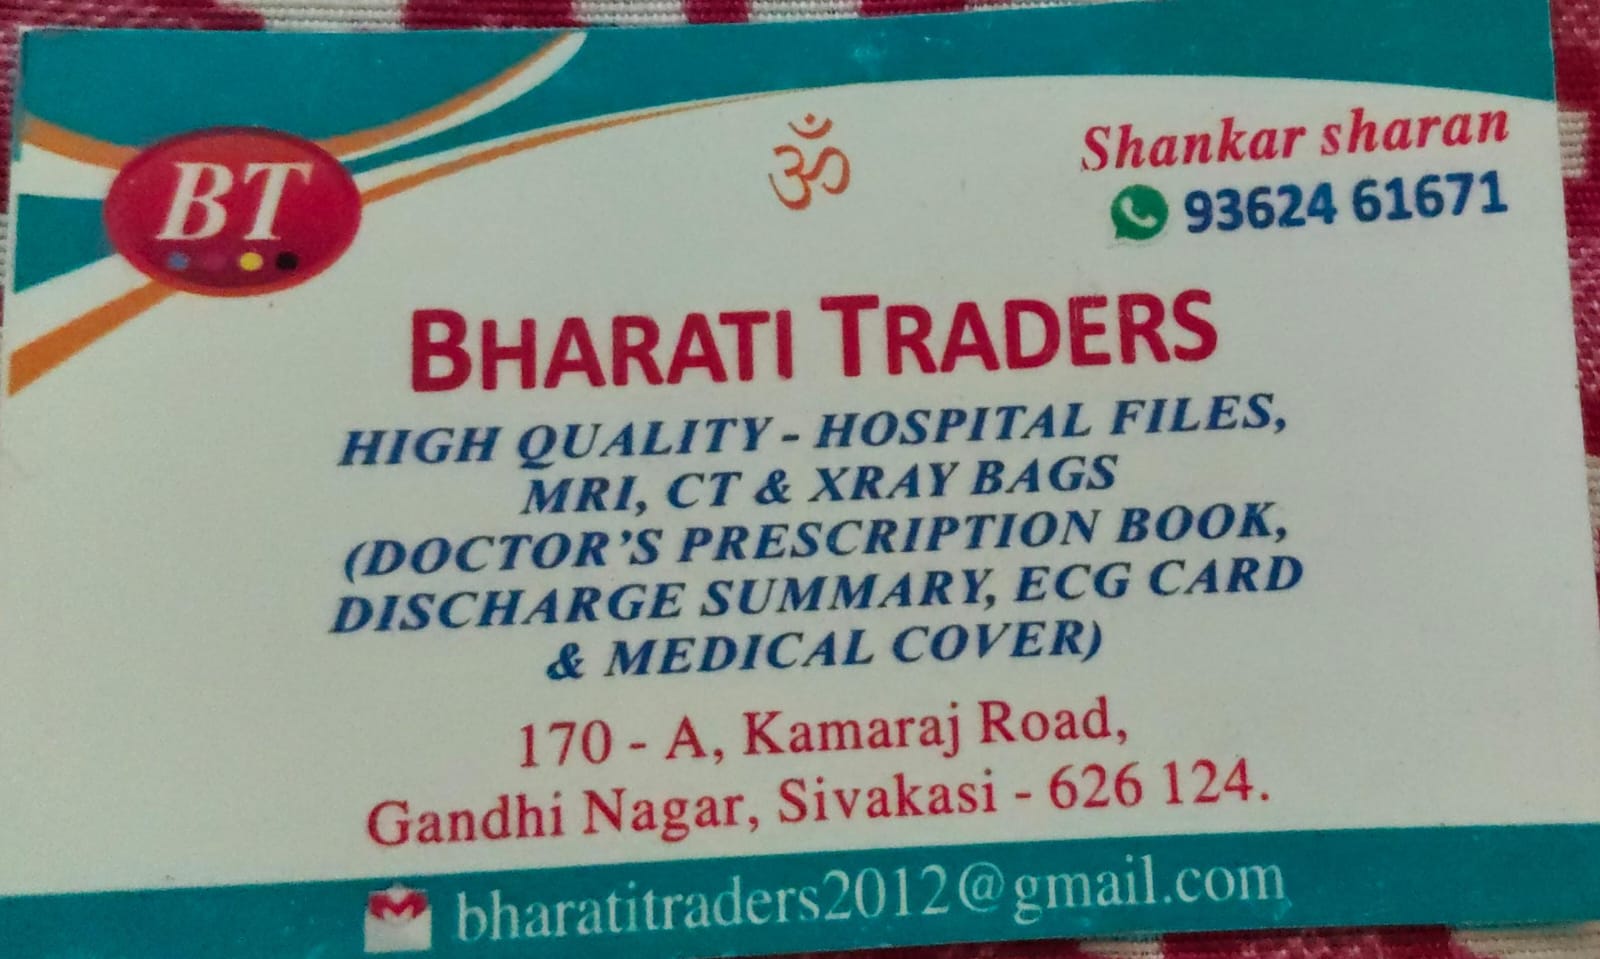 BT
ॐ
Shankar sharan
93624 61671
BHARATI TRADERS
HIGH QUALITY - HOSPITAL FILES,
MRI, CT & XRAY BAGS
(DOCTOR'S PRESCRIPTION BOOK,
DISCHARGE SUMMARY, ECG CARD
& MEDICAL COVER)
170 - A, Kamaraj Road,
Gandhi Nagar, Sivakasi - 626 124.
bharatitraders2012@gmail.com